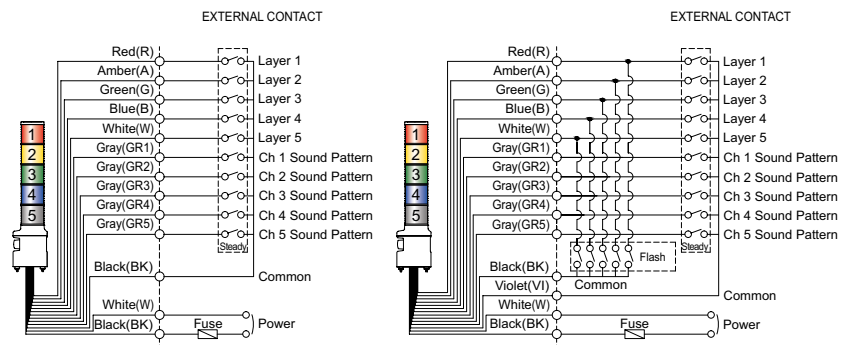 EXTERNAL CONTACT
Red(R)
Layer 1
Amber(A)
Layer 2
Green(G)
Layer 3
Blue(B)
Layer 4
White(W)
Layer 5
Gray(GR1)
Ch 1 Sound Pattern
Gray(GR2)
Ch 2 Sound Pattern
Gray(GR3)
Ch 3 Sound Pattern
Gray(GR4)
Ch 4 Sound Pattern
Gray(GR5)
Ch 5 Sound Pattern
Steady
Black(BK)
Common
White(W)
Black(BK)
Fuse
Power
1
2
3
4
5
EXTERNAL CONTACT
Red(R)
Layer 1
Amber(A)
Layer 2
Green(G)
Layer 3
Blue(B)
Layer 4
White(W)
Layer 5
Gray(GR1)
Ch 1 Sound Pattern
Gray(GR2)
Ch 2 Sound Pattern
Gray(GR3)
Ch 3 Sound Pattern
Gray(GR4)
Ch 4 Sound Pattern
Gray(GR5)
Ch 5 Sound Pattern
Steady
Flash
Black(BK)
Common
Violet(VI)
Common
White(W)
Black(BK)
Fuse
Power
1
2
3
4
5